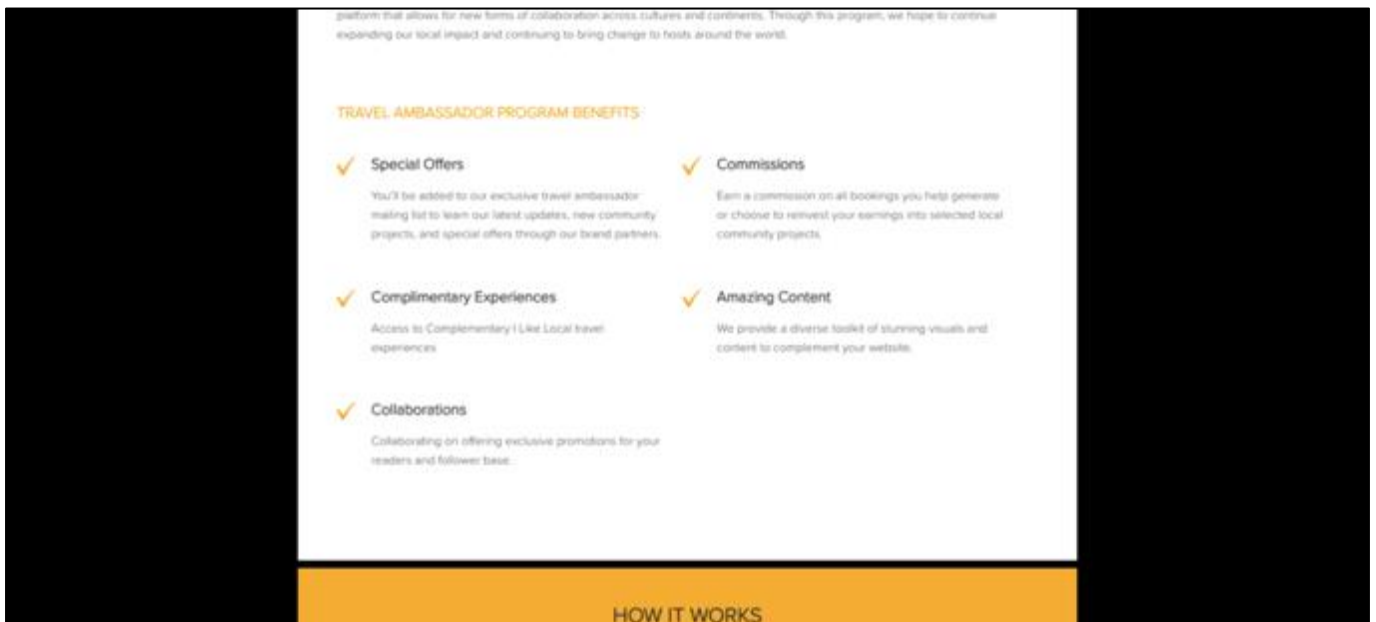 platform that allows for new forms of collaboration across cultures and continents. Through this program, we hope to continue
expanding our local impact and continuing to bring change to hosts around the world.
TRAVEL AMBASSADOR PROGRAM BENEFITS
Special Offers
You'll be added to our exclusive travel ambassador
mailing list to learn our latest updates, new community
projects, and special offers through our brand partners.
Commissions
Earn a commission on all bookings you help generate
or choose to reinvest your earnings into selected local
community projects.
Complimentary Experiences
Access to Complementary I Like Local travel
experiences
Amazing Content
We provide a diverse toolkit of stunning visuals and
content to complement your website.
Collaborations
Collaborating on offering exclusive promotions for your
readers and follower base.
HOW IT WORKS